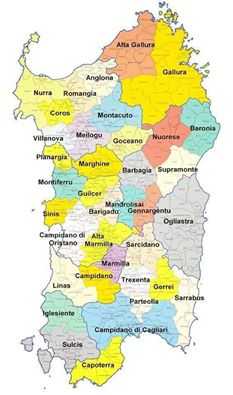 Alta Gallura
Gallura
Anglona
Nurra
Romangia
Coros
Montacuto
Baronia
Villanova
Meilogu
Nuorese
Goceano
Planargia
Marghine
Supramonte
Barbagia
Montiferru
Guilcer
Mandrolisai
Sinis
Barigadu
Gennargentu
Ogliastra
Campidano di
Oristano
Alta
Marmilla
Sarcidano
Marmilla
Campidano
Linas
Trexenta
Gerrei
Sarrabus
Parteolla
Iglesiente
Campidano di Cagliari
Sulcis
Capoterra